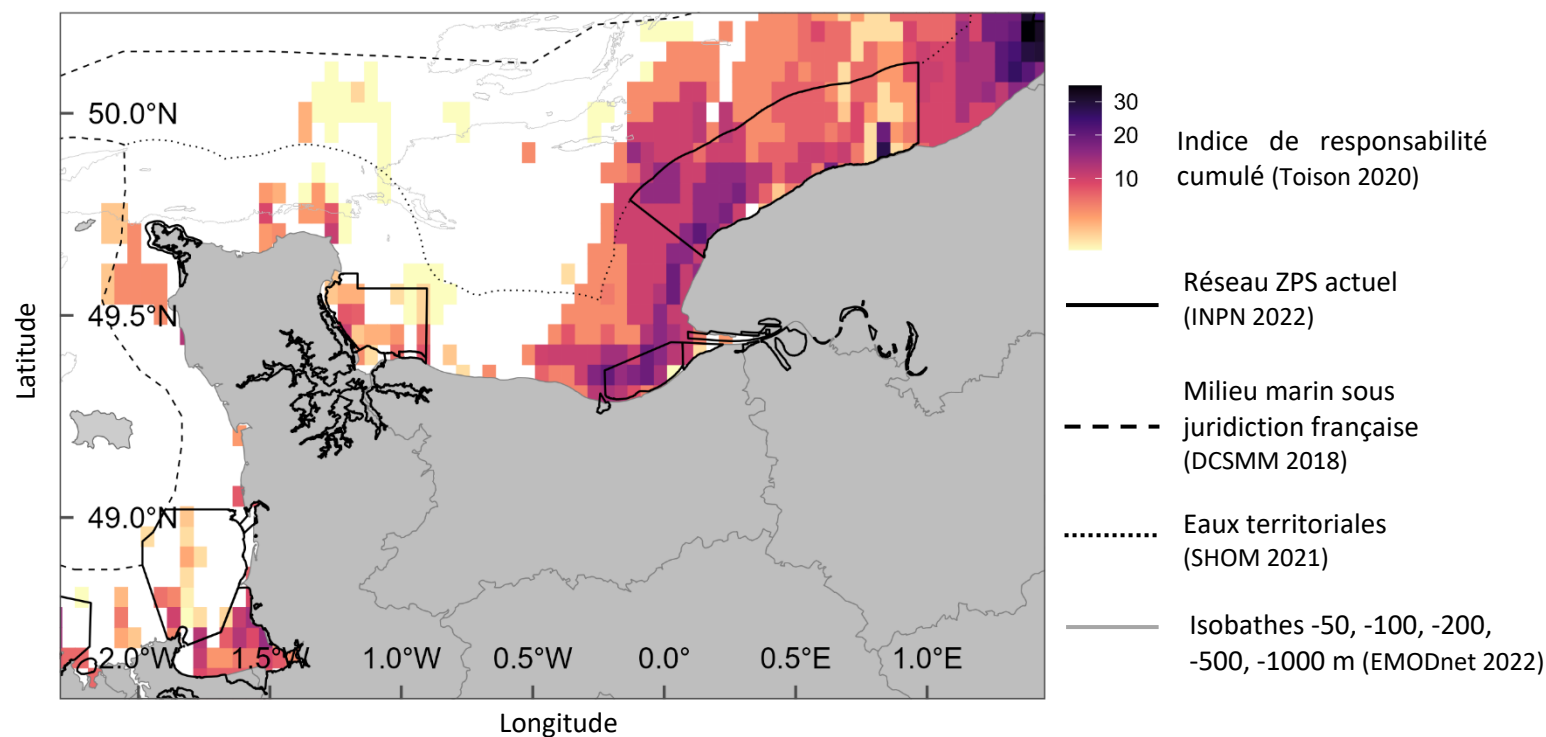 50.0°N
49.5°N
49.0°N
2.0°W
1.5°W
1.0°W
0.5°W
0.0°
0.5°E
1.0°E
Latitude
Longitude
30
20
10
Indice de responsabilité
cumulé (Toison 2020)
Réseau ZPS actuel
(INPN 2022)
Milieu marin sous
juridiction française
(DCSMM 2018)
Eaux territoriales
(SHOM 2021)
Isobathes -50, -100, -200,
-500, -1000 m (EMODnet 2022)